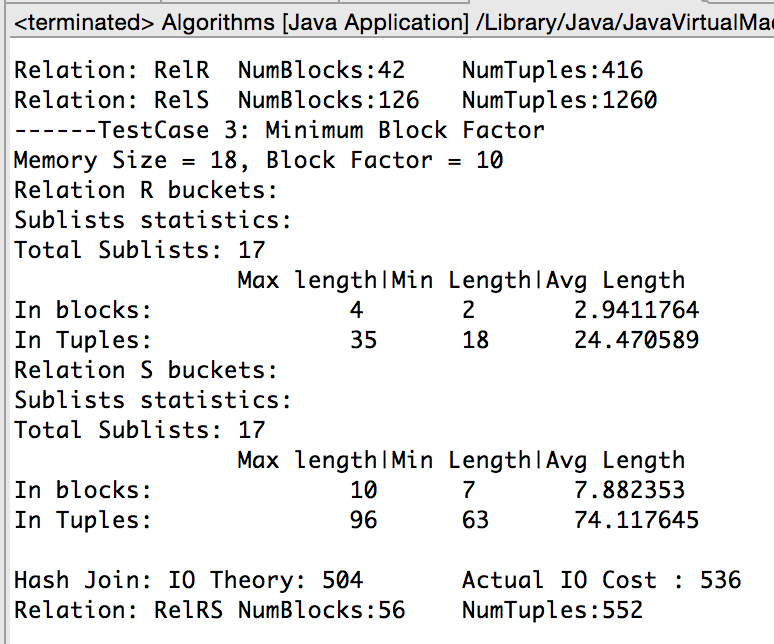 <terminated> Algorithms [Java Application] /Library/Java/JavaVirtualMac
Relation: RelR  NumBlocks:42    NumTuples:416
Relation: RelS  NumBlocks:126   NumTuples:1260
------TestCase 3: Minimum Block Factor
Memory Size = 18, Block Factor = 10
Relation R buckets:
Sublists statistics:
Total Sublists: 17
                Max length|Min Length|Avg Length
In blocks:              4       2       2.9411764
In Tuples:              35      18      24.470589
Relation S buckets:
Sublists statistics:
Total Sublists: 17
                Max length|Min Length|Avg Length
In blocks:              10      7       7.882353
In Tuples:              96      63      74.117645
Hash Join: IO Theory: 504       Actual IO Cost : 536
Relation: RelRS NumBlocks:56    NumTuples:552